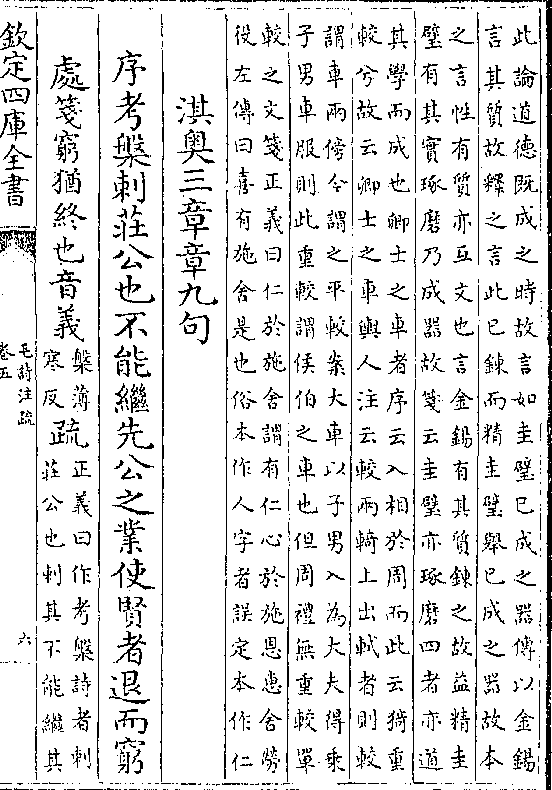 此論道德既成之時故言如圭璧已成之器傳以金錫
言其質故釋之言此已鍊而精圭璧舉已成之器故本
之言性有質亦互文也言金錫有其質鍊之故益精圭
璧有其實琢磨乃成器故箋云圭璧亦琢磨四者亦道
其學而成也卿士之車者序云入相於周而此云猗重
較兮故云卿士之車輿人注云較兩輢上出軾者則較
謂車兩傍今謂之平較案大車以子男入為大夫得乘
子男車服則此重較謂侯伯之車也但周禮無重較單
較之文箋正義曰仁於施舍謂有仁心於施恩惠舍勞
役左傳曰喜有施舍是也俗本作人字者誤定本作仁
淇奥三章章九句
序考槃刺莊公也不能繼先公之業使賢者退而窮
處箋窮猶終也音義
槃薄
寒反
疏
正義曰作考槃詩者刺
莊公也刺其不能繼其
欽定四庫全書
毛詩注疏
卷五
六